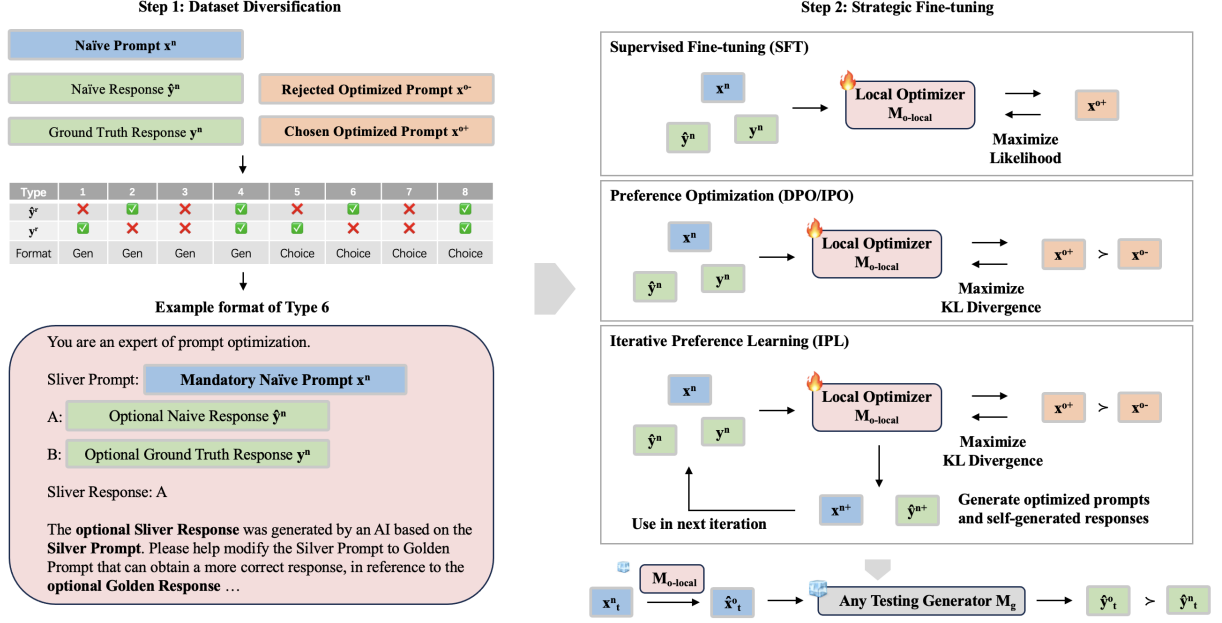 Step 1: Dataset Diversification
Naïve Prompt xⁿ
Naïve Response ŷⁿ
Rejected Optimized Prompt xᵒ⁻
Ground Truth Response yⁿ
Chosen Optimized Prompt xᵒ⁺
Type 1 2 3 4 5 6 7 8
ŷʳ ❌ ✅ ❌ ✅ ❌ ✅ ❌ ✅
yʳ ✅ ❌ ❌ ✅ ✅ ❌ ❌ ✅
Format Gen Gen Gen Gen Choice Choice Choice Choice
Example format of Type 6
You are an expert of prompt optimization.
Sliver Prompt: Mandatory Naïve Prompt xⁿ
A: Optional Naive Response ŷⁿ
B: Optional Ground Truth Response yⁿ
Sliver Response: A
The optional Sliver Response was generated by an AI based on the
Silver Prompt. Please help modify the Silver Prompt to Golden
Prompt that can obtain a more correct response, in reference to the
optional Golden Response …
Step 2: Strategic Fine-tuning
Supervised Fine-tuning (SFT)
xⁿ
ŷⁿ
yⁿ
Local Optimizer
Mₒ₋ₗₒcₐₗ
xᵒ⁺
Maximize
Likelihood
Preference Optimization (DPO/IPO)
xⁿ
ŷⁿ
yⁿ
Local Optimizer
Mₒ₋ₗₒcₐₗ
xᵒ⁺ ≻ xᵒ⁻
Maximize
KL Divergence
Iterative Preference Learning (IPL)
xⁿ
ŷⁿ
yⁿ
Local Optimizer
Mₒ₋ₗₒcₐₗ
xᵒ⁺ ≻ xᵒ⁻
Maximize
KL Divergence
Use in next iteration
xⁿ⁺
ŷⁿ⁺
Generate optimized prompts
and self-generated responses
xⁿₜ
Mₒ₋ₗₒcₐₗ
x̂ᵒₜ
Any Testing Generator M_g
ŷᵒₜ ≻ ŷⁿₜ